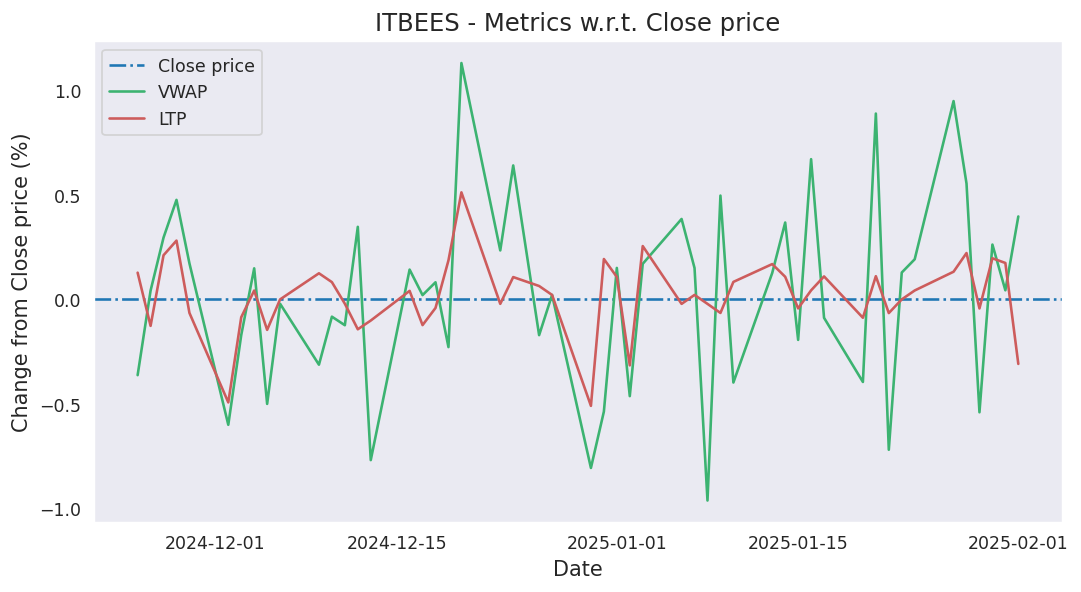 ITBEES - Metrics w.r.t. Close price
Close price
VWAP
LTP
Change from Close price (%)
1.0
0.5
0.0
−0.5
−1.0
2024-12-01
2024-12-15
2025-01-01
2025-01-15
2025-02-01
Date